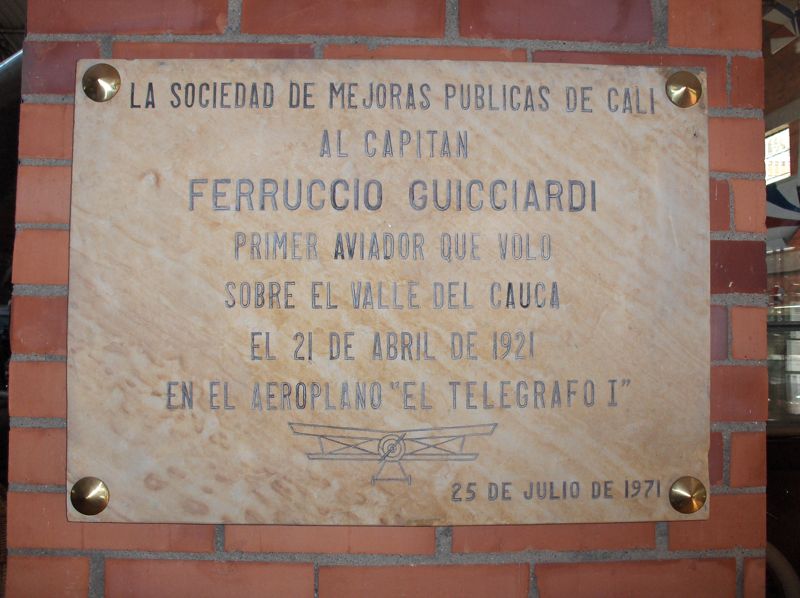 LA SOCIEDAD DE MEJORAS PUBLICAS DE CALI
AL CAPITAN
FERRUCCIO GUICCIARDI
PRIMER AVIADOR QUE VOLO
SOBRE EL VALLE DEL CAUCA
EL 21 DE ABRIL DE 1921
EN EL AEROPLANO "EL TELEGRAFO I"
25 DE JULIO DE 1971